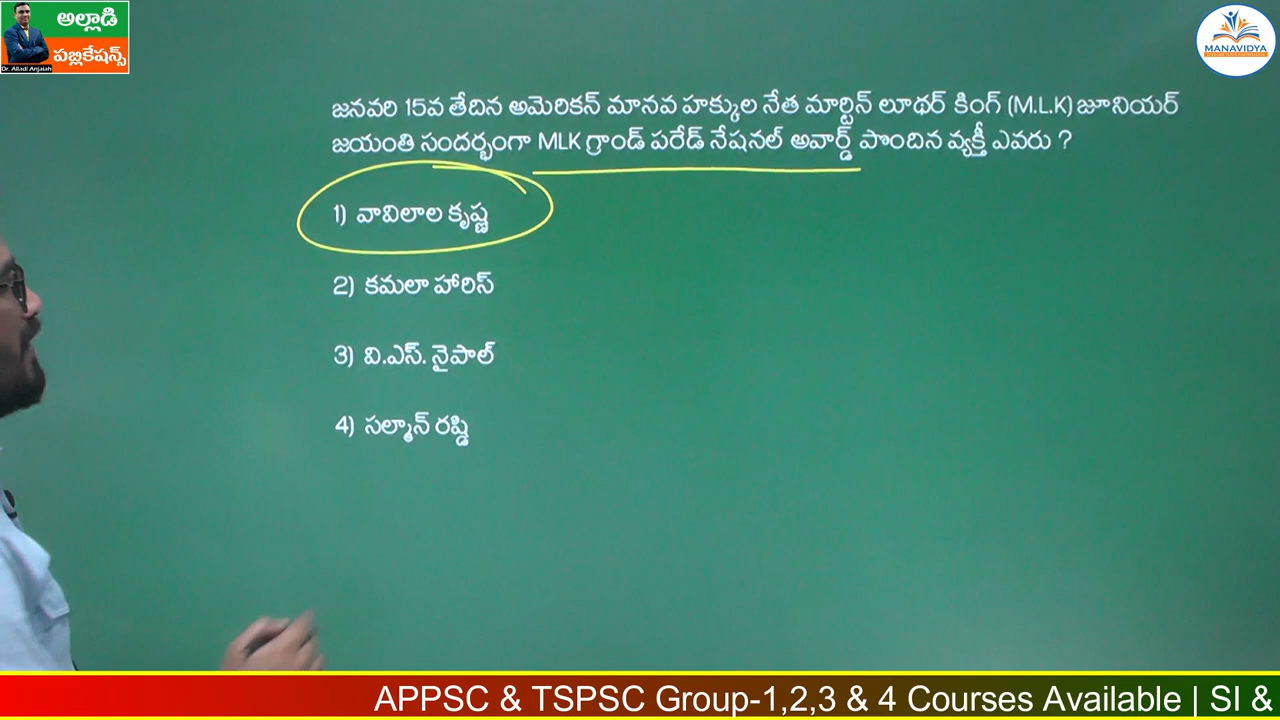 అల్లాడి
పబ్లికేషన్స్
Dr. Alladi Anjaiah
MANAVIDYA
జనవరి 15వ తేదిన అమెరికన్ మానవ హక్కుల నేత మార్టిన్ లూథర్ కింగ్ (M.L.K) జూనియర్
జయంతి సందర్భంగా MLK గ్రాండ్ పరేడ్ నేషనల్ అవార్డ్ పొందిన వ్యక్తి ఎవరు ?
1) వావిలాల కృష్ణ
2) కమలా హారిస్
3) వి.ఎస్. నైపాల్
4) సల్మాన్ రష్డి
APPSC & TSPSC Group-1,2,3 & 4 Courses Available | SI &